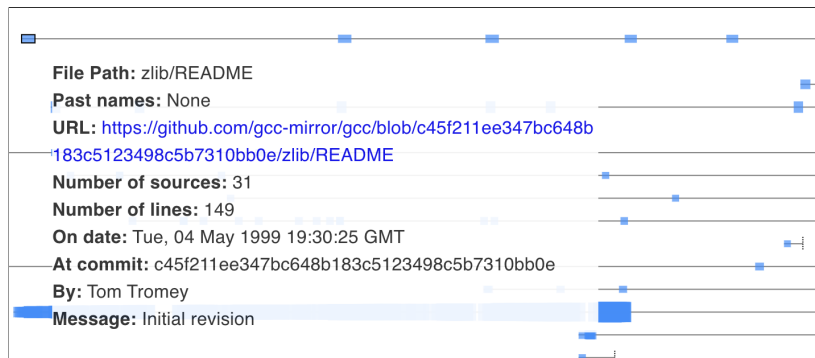 File Path: zlib/README
Past names: None
URL: https://github.com/gcc-mirror/gcc/blob/c45f211ee347bc648b
183c5123498c5b7310bb0e/zlib/README
Number of sources: 31
Number of lines: 149
On date: Tue, 04 May 1999 19:30:25 GMT
At commit: c45f211ee347bc648b183c5123498c5b7310bb0e
By: Tom Tromey
Message: Initial revision